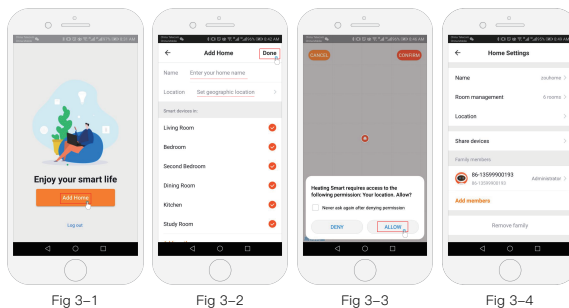 Enjoy your smart life
Add Home
Log out
Fig 3–1
Add Home
Done
Name
Enter your home name
Location
Set geographic location
Smart devices in:
Living Room
Bedroom
Second Bedroom
Dining Room
Kitchen
Study Room
Fig 3–2
CANCEL
CONFIRM
Heating Smart requires access to the
following permission: Your location. Allow?
Never ask again after denying permission
DENY
ALLOW
Fig 3–3
Home Settings
Name
zouheme
Room management
6 rooms
Location
Share devices
Family members
86-13599900193
86-13599900193
Administrator
Add members
Remove family
Fig 3–4